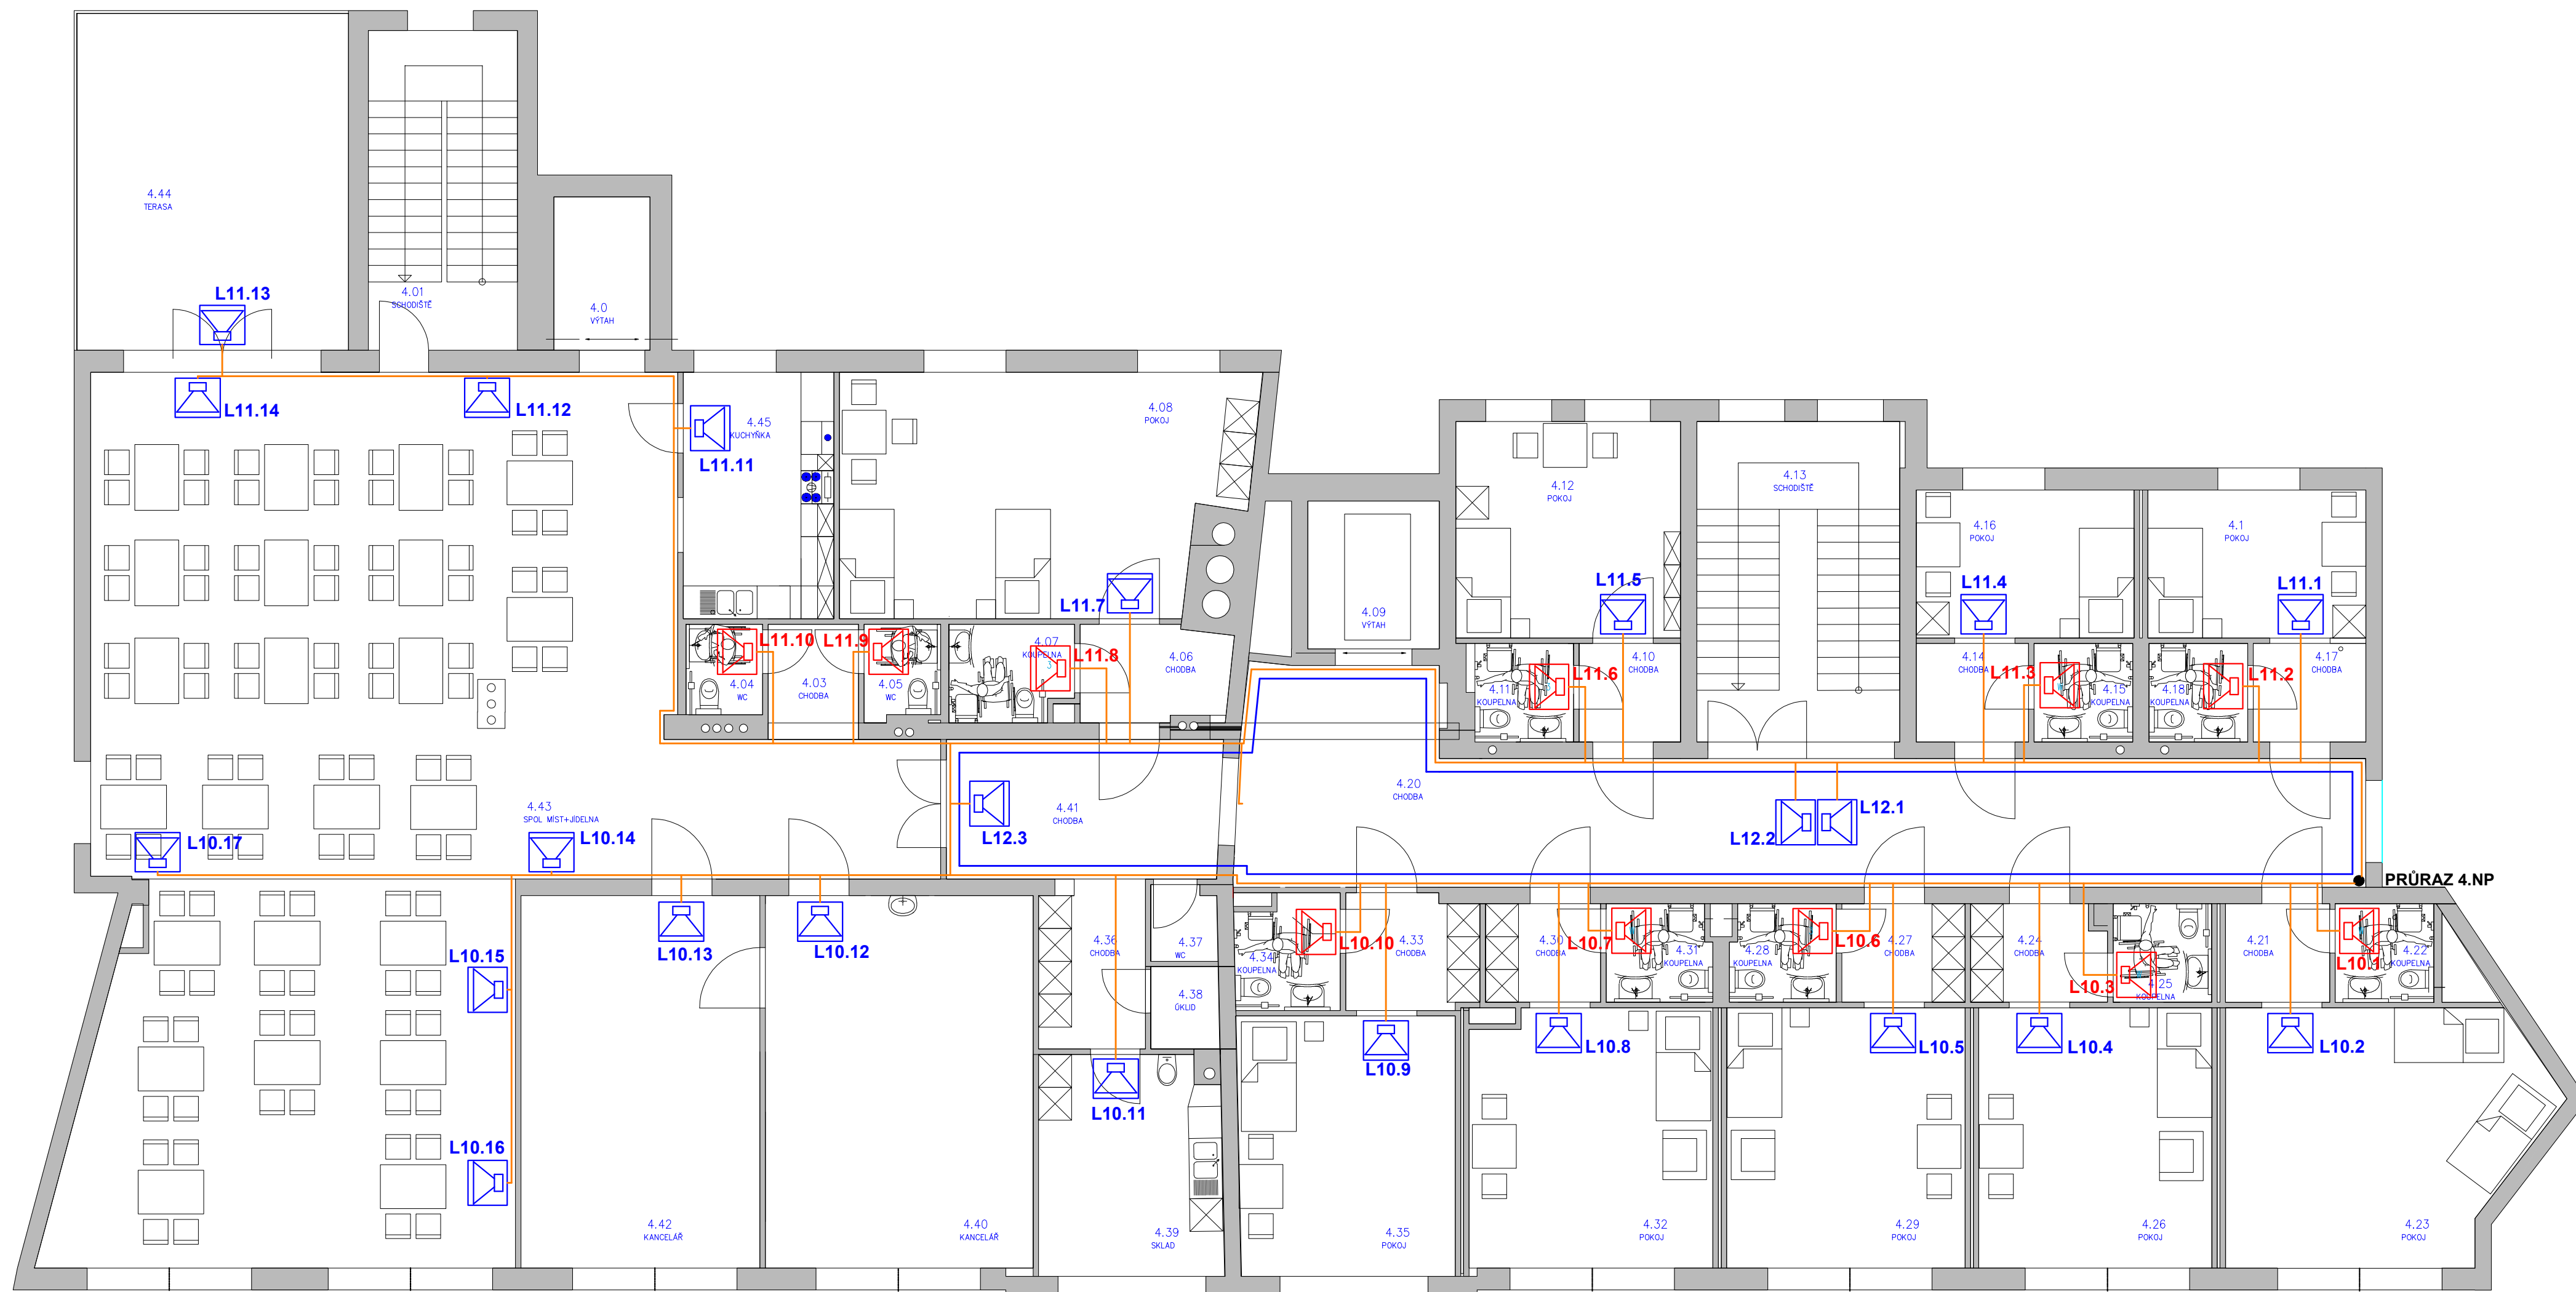 4.44
TERASA
L11.13
4.01
SCHODIŠTĚ
4.0
VÝTAH
L11.14
L11.12
4.45
KUCHYŇKA
L11.11
4.08
POKOJ
4.12
POKOJ
4.13
SCHODIŠTĚ
4.16
POKOJ
4.1
POKOJ
L11.7
4.09
VÝTAH
L11.5
L11.4
L11.1
L11.10
L11.9
4.07
KOUPELNA
3
L11.8
4.06
CHODBA
4.04
WC
4.03
CHODBA
4.05
WC
4.11
KOUPELNA
L11.6
4.10
CHODBA
4.14
CHODBA
L11.3
4.15
KOUPELNA
4.18
KOUPELNA
L11.2
4.17
CHODBA
4.43
SPOL MÍST+JÍDELNA
L10.17
L10.14
L12.3
4.41
CHODBA
4.20
CHODBA
L12.2
L12.1
PRŮRAZ 4.NP
L10.15
L10.13
L10.12
4.36
CHODBA
4.37
WC
4.38
ÚKLID
4.34
KOUPELNA
L10.10
4.33
CHODBA
4.30
CHODBA
L10.7
4.31
KOUPELNA
4.28
KOUPELNA
L10.6
4.27
CHODBA
4.24
CHODBA
L10.3
4.25
KOUPELNA
4.21
CHODBA
L10.1
4.22
KOUPELNA
L10.11
L10.9
L10.8
L10.5
L10.4
L10.2
L10.16
4.42
KANCELÁŘ
4.40
KANCELÁŘ
4.39
SKLAD
4.35
POKOJ
4.32
POKOJ
4.29
POKOJ
4.26
POKOJ
4.23
POKOJ